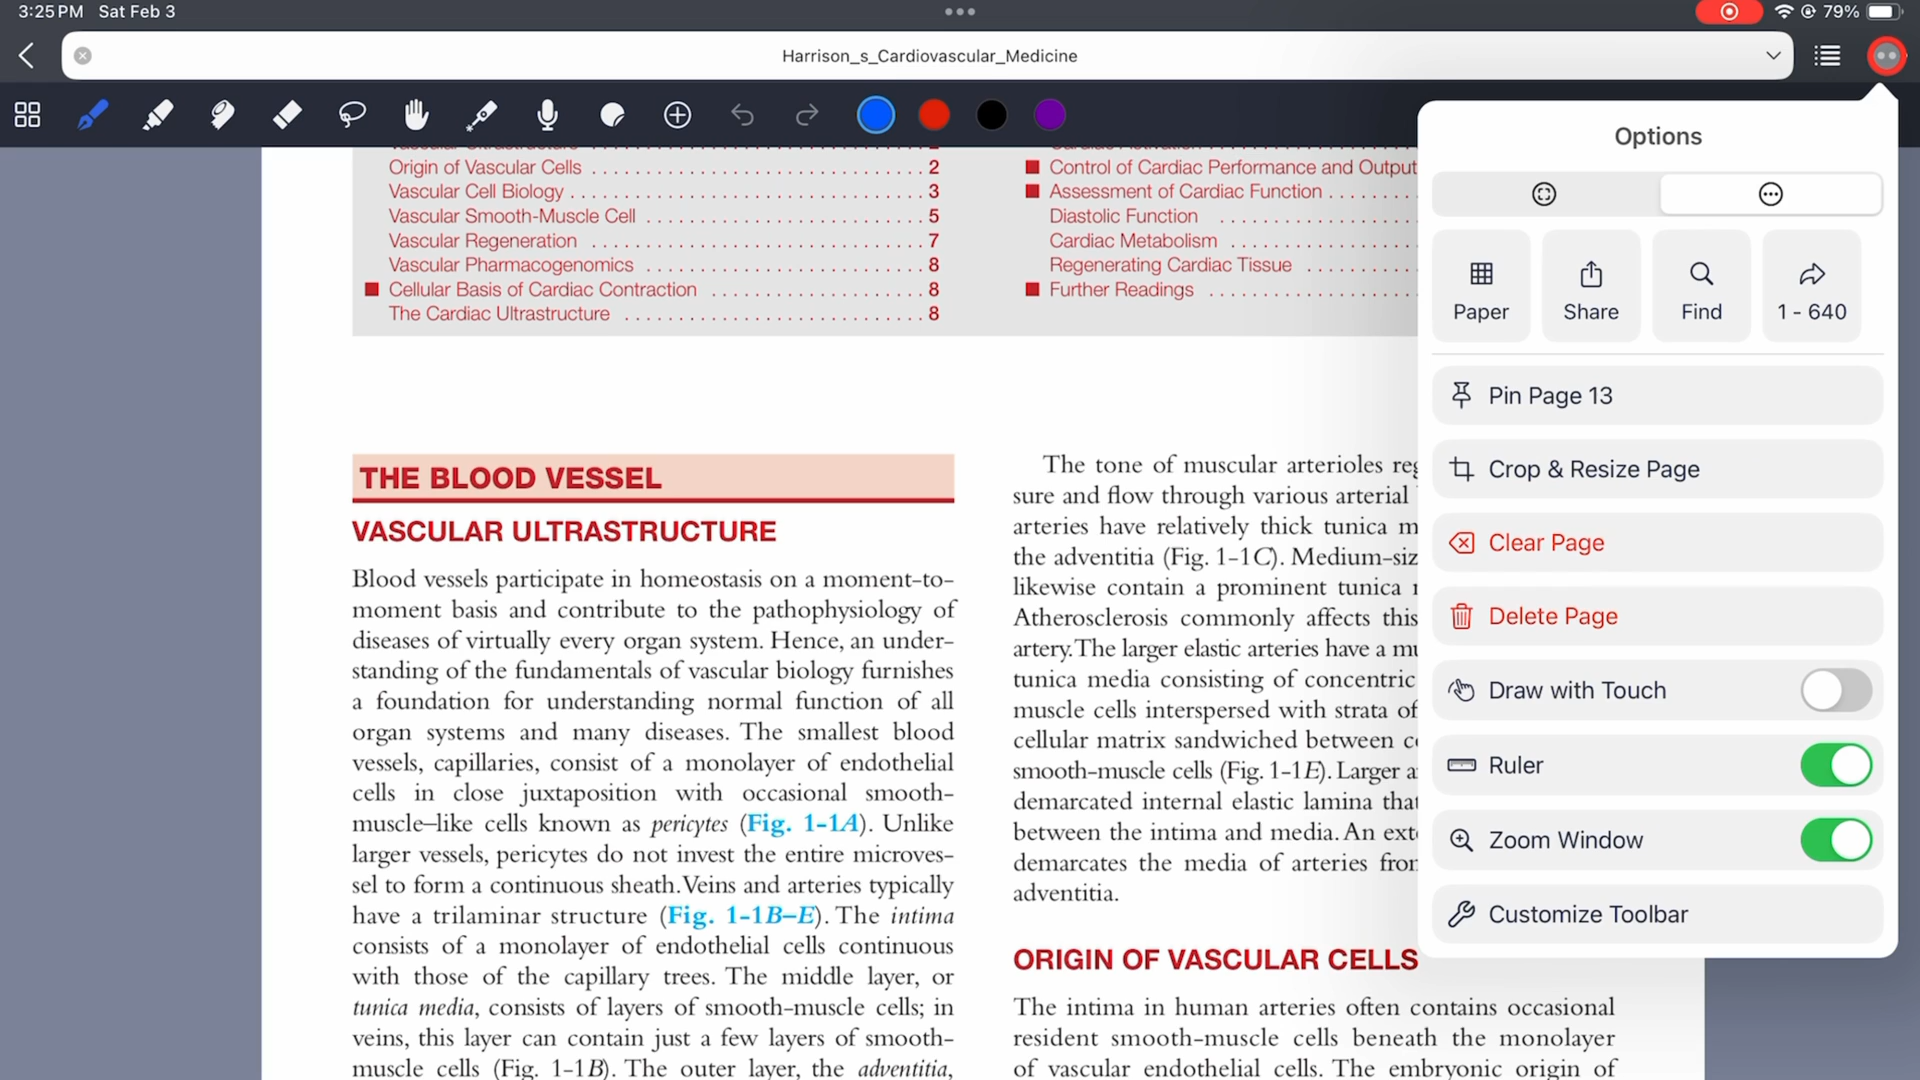 3:25 PM Sat Feb 3
79%
Harrison_s_Cardiovascular_Medicine
Origin of Vascular Cells . . . . . . . . . . . . . . . . . . . . . . . . . . . 2
Vascular Cell Biology . . . . . . . . . . . . . . . . . . . . . . . . . . . . . 3
Vascular Smooth-Muscle Cell . . . . . . . . . . . . . . . . . . . . . . . 5
Vascular Regeneration . . . . . . . . . . . . . . . . . . . . . . . . . . . 7
Vascular Pharmacogenomics . . . . . . . . . . . . . . . . . . . . . . . 8
■ Cellular Basis of Cardiac Contraction . . . . . . . . . . . . . . . . . . 8
The Cardiac Ultrastructure . . . . . . . . . . . . . . . . . . . . . . . . . 8
■ Control of Cardiac Performance and Output
■ Assessment of Cardiac Function . . . . . . . .
Diastolic Function . . . . . . . . . . . . . . . .
Cardiac Metabolism . . . . . . . . . . . . . . .
Regenerating Cardiac Tissue . . . . . . . . .
■ Further Readings . . . . . . . . . . . . . . . . .
THE BLOOD VESSEL
VASCULAR ULTRASTRUCTURE
Blood vessels participate in homeostasis on a moment-to-
moment basis and contribute to the pathophysiology of
diseases of virtually every organ system. Hence, an under-
standing of the fundamentals of vascular biology furnishes
a foundation for understanding normal function of all
organ systems and many diseases. The smallest blood
vessels, capillaries, consist of a monolayer of endothelial
cells in close juxtaposition with occasional smooth-
muscle–like cells known as pericytes (Fig. 1-1A). Unlike
larger vessels, pericytes do not invest the entire microves-
sel to form a continuous sheath. Veins and arteries typically
have a trilaminar structure (Fig. 1-1B–E). The intima
consists of a monolayer of endothelial cells continuous
with those of the capillary trees. The middle layer, or
tunica media, consists of layers of smooth-muscle cells; in
veins, this layer can contain just a few layers of smooth-
muscle cells (Fig. 1-1B). The outer layer, the adventitia,
The tone of muscular arterioles
sure and flow through various arterial
arteries have relatively thick tunica
the adventitia (Fig. 1-1C).
likewise contain a prominent tunica
Atherosclerosis commonly affects this
artery. The larger elastic arteries have a
tunica media consisting of concentric
muscle cells interspersed with strata of
cellular matrix sandwiched between
smooth-muscle cells (Fig. 1-1E). Larger
demarcated internal elastic lamina that
between the intima and media. An
demarcates the media of arteries from
adventitia.
ORIGIN OF VASCULAR CELLS
The intima in human arteries often contains occasional
resident smooth-muscle cells beneath the monolayer
of vascular endothelial cells. The embryonic origin of
Options
Paper
Share
Find
1 - 640
Pin Page 13
Crop & Resize Page
Clear Page
Delete Page
Draw with Touch
Ruler
Zoom Window
Customize Toolbar